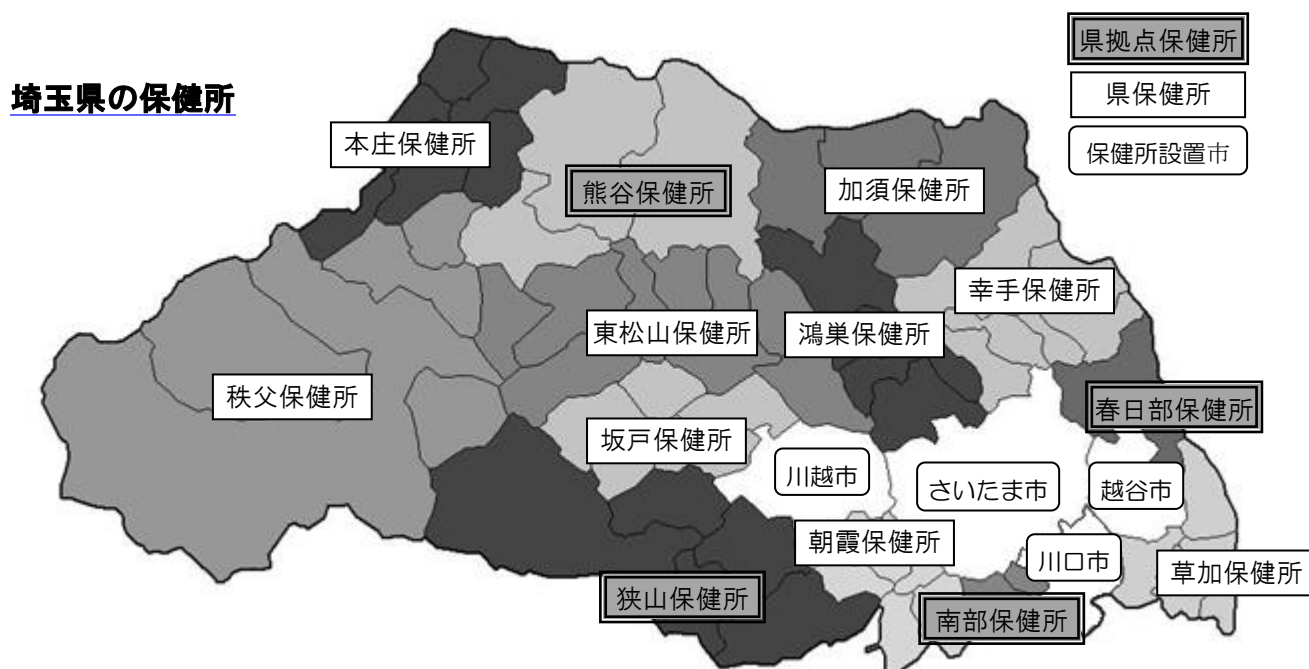 県拠点保健所
埼玉県の保健所
県保健所
本庄保健所
保健所設置市
熊谷保健所
加須保健所
幸手保健所
東松山保健所
鴻巣保健所
秩父保健所
春日部保健所
坂戸保健所
川越市
さいたま市
越谷市
朝霞保健所
川口市
草加保健所
狭山保健所
南部保健所